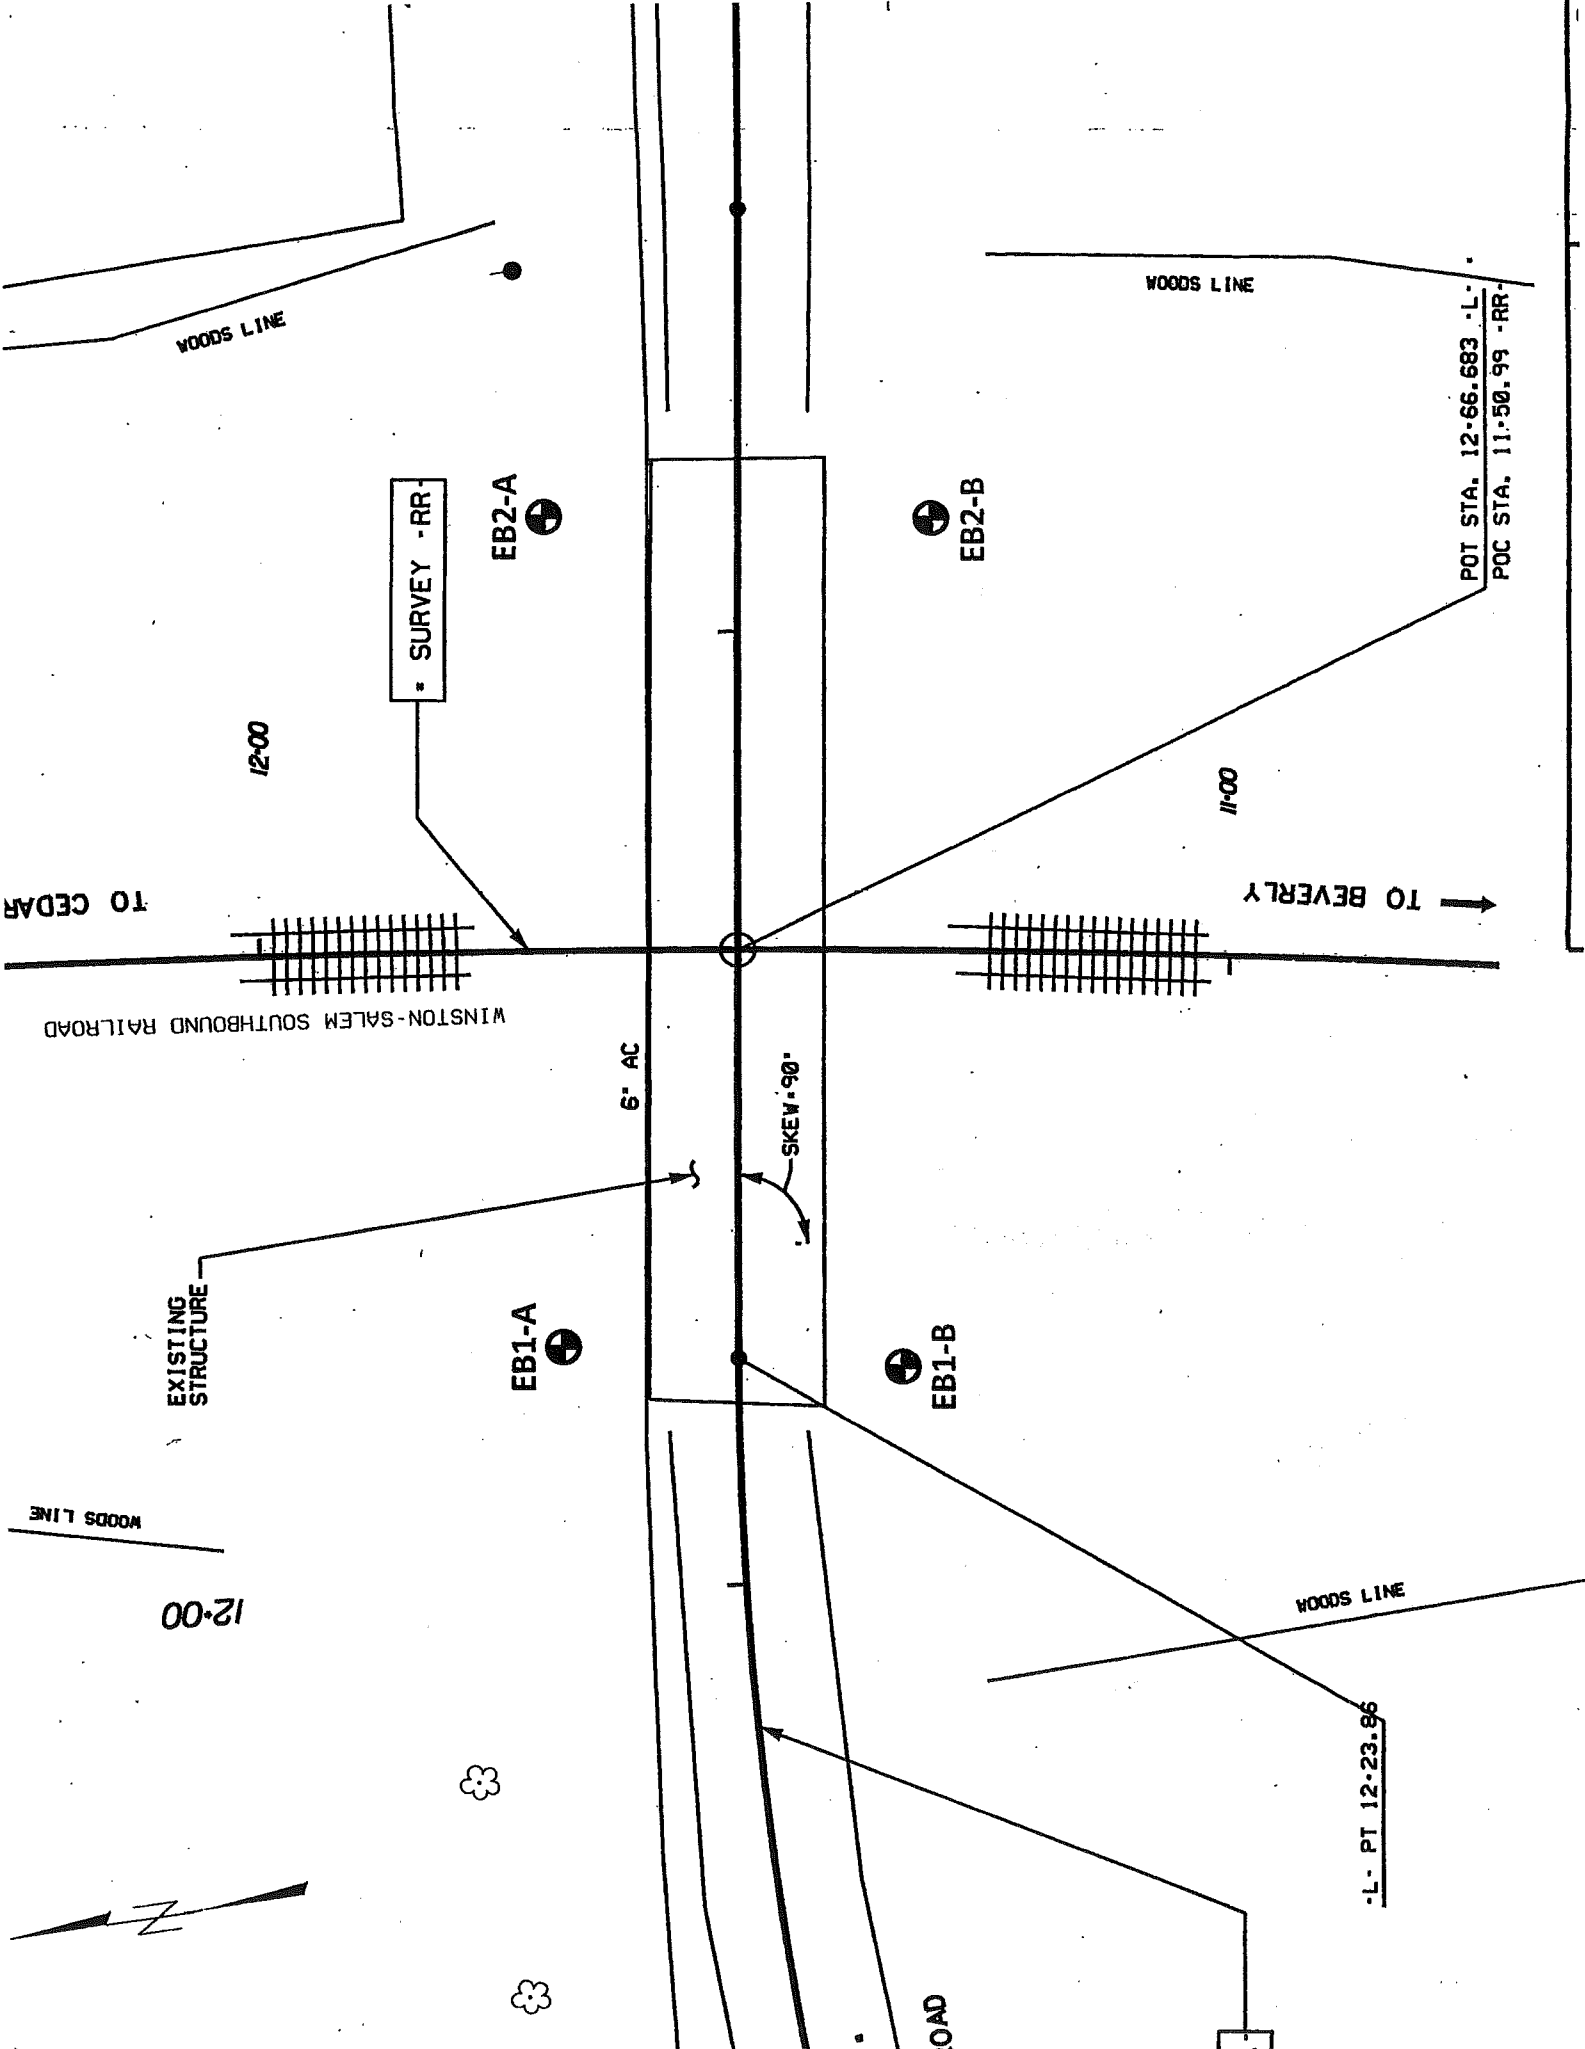 WOODS LINE
WOODS LINE
POT STA. 12+66.683 -L-
POC STA. 11+50.99 -RR-
SURVEY -RR-
EB2-A
EB2-B
12+00
11+00
TO CEDAR
TO BEVERLY
WINSTON-SALEM SOUTHBOUND RAILROAD
6" AC
SKEW=90°
EXISTING
STRUCTURE
EB1-A
EB1-B
WOODS LINE
12+00
WOODS LINE
-L- PT 12+23.86
N
OAD